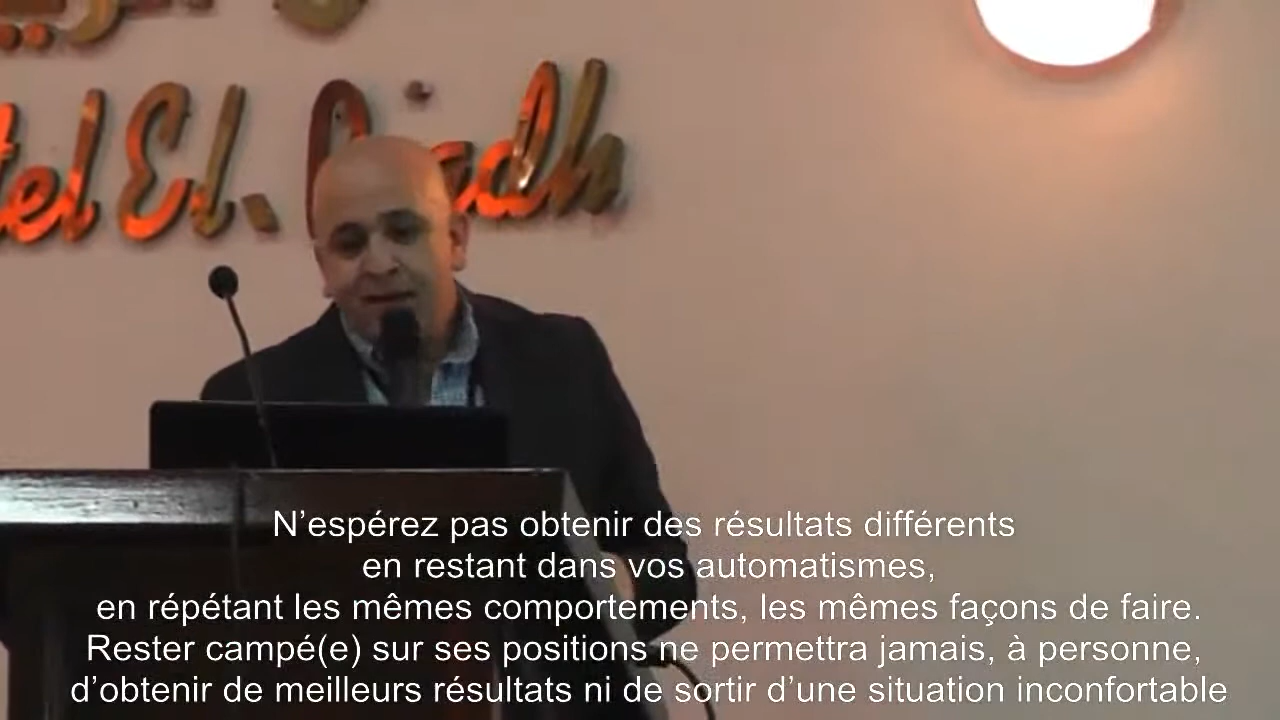 El.
N’espérez pas obtenir des résultats différents
en restant dans vos automatismes,
en répétant les mêmes comportements, les mêmes façons de faire.
Rester campé(e) sur ses positions ne permettra jamais, à personne,
d’obtenir de meilleurs résultats ni de sortir d’une situation inconfortable